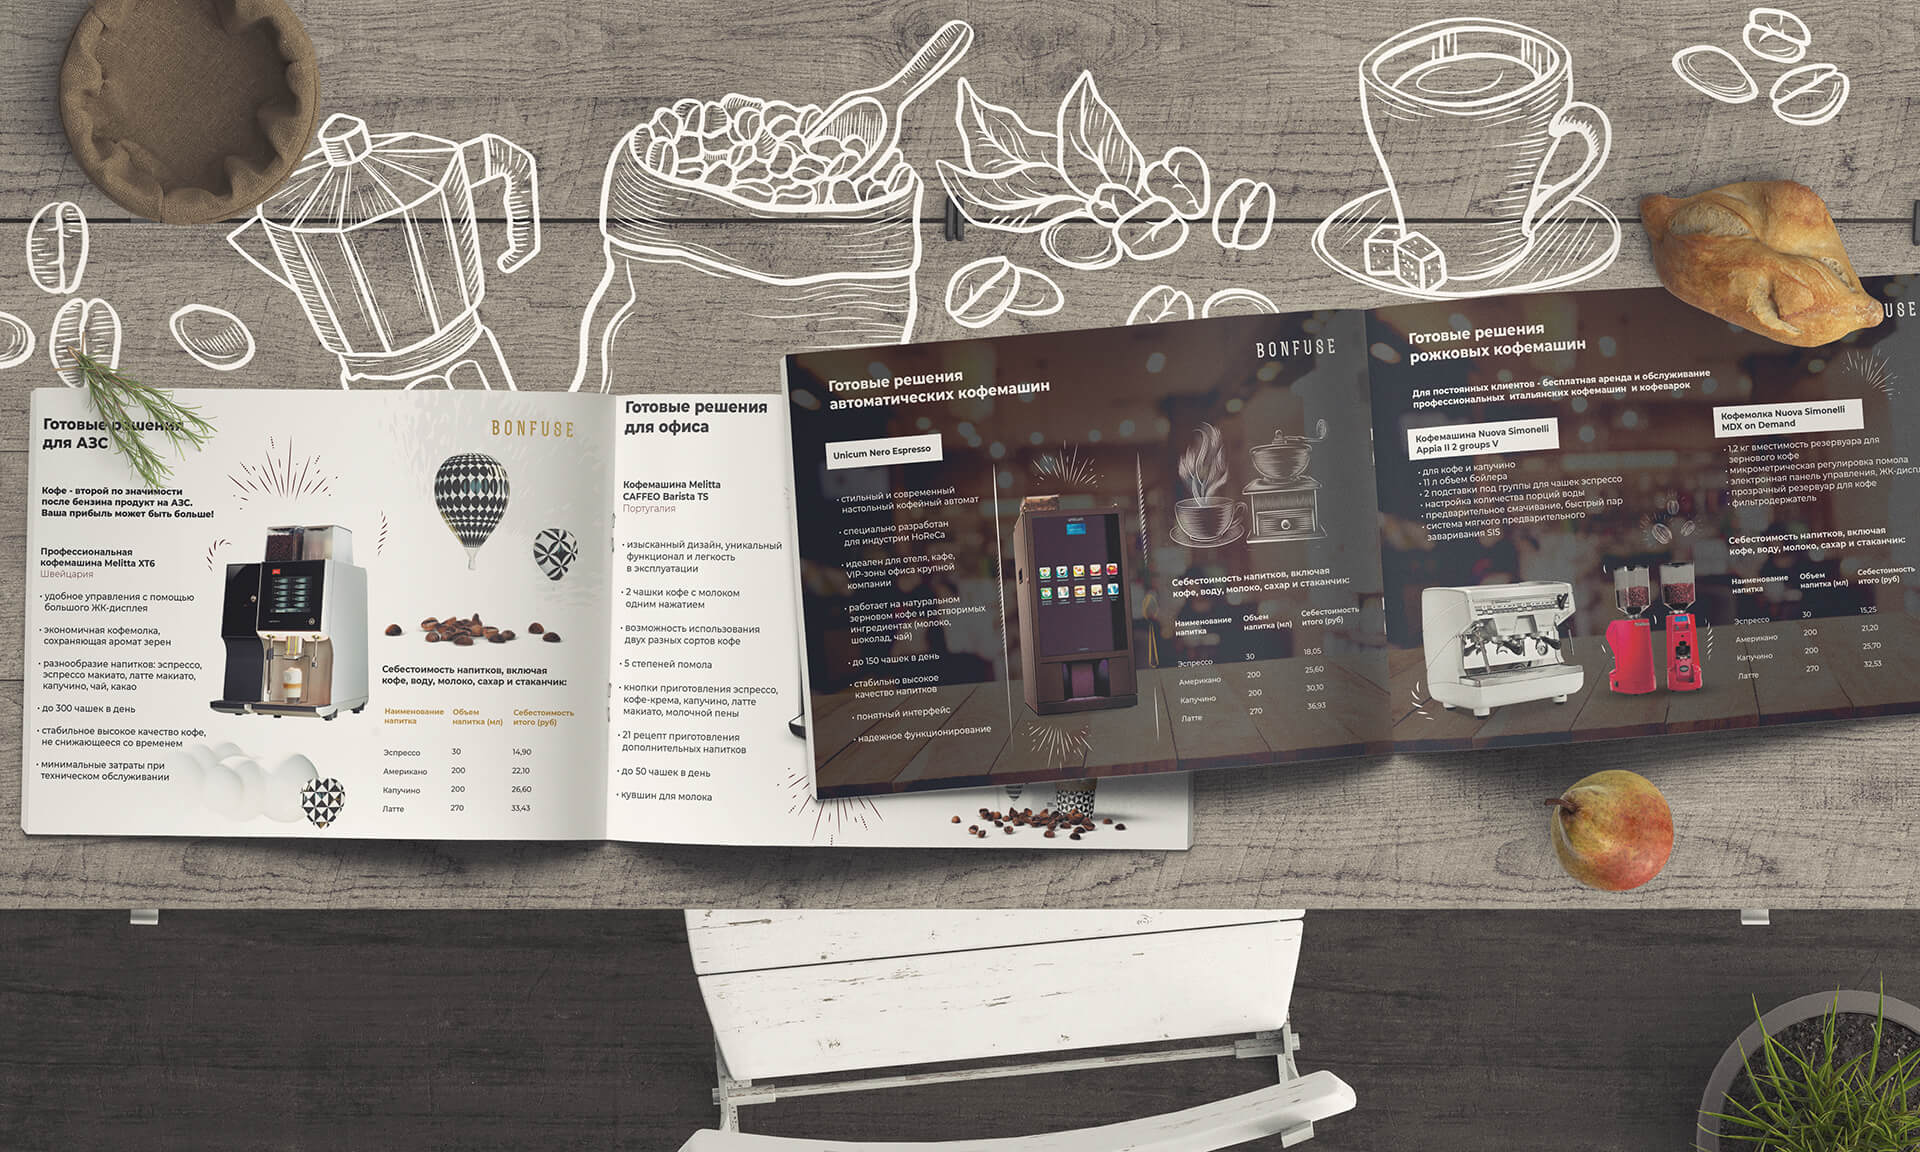 Готовые решения
для АЗС
BONFUSE
Кофе - второй по значимости
после бензина продукт на АЗС.
Ваша прибыль может быть больше!
Профессиональная
кофемашина Melitta XT6
Швейцария
• удобное управления с помощью
большого ЖК-дисплея
• экономичная кофемолка,
сохраняющая аромат зерен
• разнообразие напитков: эспрессо,
эспрессо макиато, латте макиато,
капучино, чай, какао
• до 300 чашек в день
• стабильное высокое качество кофе,
не снижающееся со временем
• минимальные затраты при
техническом обслуживании
Себестоимость напитков, включая
кофе, воду, молоко, сахар и стаканчик:
Наименование напитка Объем напитка (мл) Себестоимость итого (руб)
Эспрессо 30 14,90
Американо 200 22,10
Капучино 200 26,60
Латте 270 33,43
Готовые решения
для офиса
Кофемашина Melitta
CAFFEO Barista TS
Португалия
• изысканный дизайн, уникальный
функционал и легкость
в эксплуатации
• 2 чашки кофе с молоком
одним нажатием
• возможность использования
двух разных сортов кофе
• 5 степеней помола
• кнопки приготовления эспрессо,
кофе-крема, капучино, латте
макиато, молочной пены
• 21 рецепт приготовления
дополнительных напитков
• до 50 чашек в день
• кувшин для молока
BONFUSE
Готовые решения
автоматических кофемашин
Unicum Nero Espresso
• стильный и современный
настольный кофейный автомат
• специально разработан
для индустрии HoReCa
• идеален для отеля, кафе,
VIP-зоны офиса крупной
компании
• работает на натуральном
зерновом кофе и растворимых
ингредиентах (молоко,
шоколад, чай)
• до 150 чашек в день
• стабильно высокое
качество напитков
• понятный интерфейс
• надежное функционирование
Себестоимость напитков, включая
кофе, воду, молоко, сахар и стаканчик:
Наименование напитка Объем напитка (мл) Себестоимость итого (руб)
Эспрессо 30 18,05
Американо 200 25,60
Капучино 200 30,10
Латте 270 36,93
USE
Готовые решения
рожковых кофемашин
Для постоянных клиентов - бесплатная аренда и обслуживание
профессиональных итальянских кофемашин и кофеварок
Кофемашина Nuova Simonelli
Appia II 2 groups V
• для кофе и капучино
• 11 л объем бойлера
• 2 подставки под группы для чашек эспрессо
• настройка количества порций воды
• предварительное смачивание, быстрый пар
• система мягкого предварительного
заваривания SIS
Кофемолка Nuova Simonelli
MDX on Demand
• 1,2 кг вместимость резервуара для
зернового кофе
• микрометрическая регулировка помола
• электронная панель управления, ЖК-диспл
• прозрачный резервуар для кофе
• фильтродержатель
Себестоимость напитков, включая
кофе, воду, молоко, сахар и стаканчик:
Наименование напитка Объем напитка (мл) Себестоимость итого (руб)
Эспрессо 30 15,25
Американо 200 21,20
Капучино 200 25,70
Латте 270 32,53